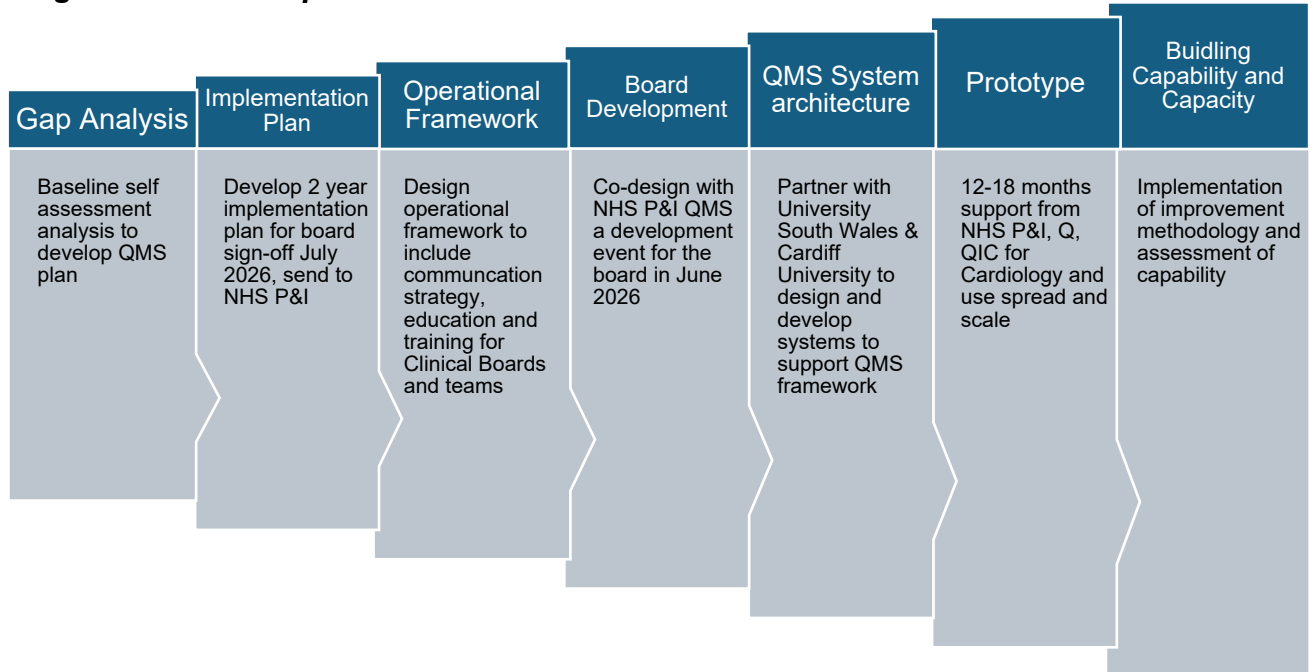 Gap Analysis
Baseline self
assessment
analysis to
develop QMS
plan
Implementation
Plan
Develop 2 year
implementation
plan for board
sign-off July
2026, send to
NHS P&I
Operational
Framework
Design
operational
framework to
include
communcation
strategy,
education and
training for
Clinical Boards
and teams
Board
Development
Co-design with
NHS P&I QMS
a development
event for the
board in June
2026
QMS System
architecture
Partner with
University
South Wales &
Cardiff
University to
design and
develop
systems to
support QMS
framework
Prototype
12-18 months
support from
NHS P&I, Q,
QIC for
Cardiology and
use spread and
scale
Buidling
Capability and
Capacity
Implementation
of improvement
methodology and
assessment of
capability